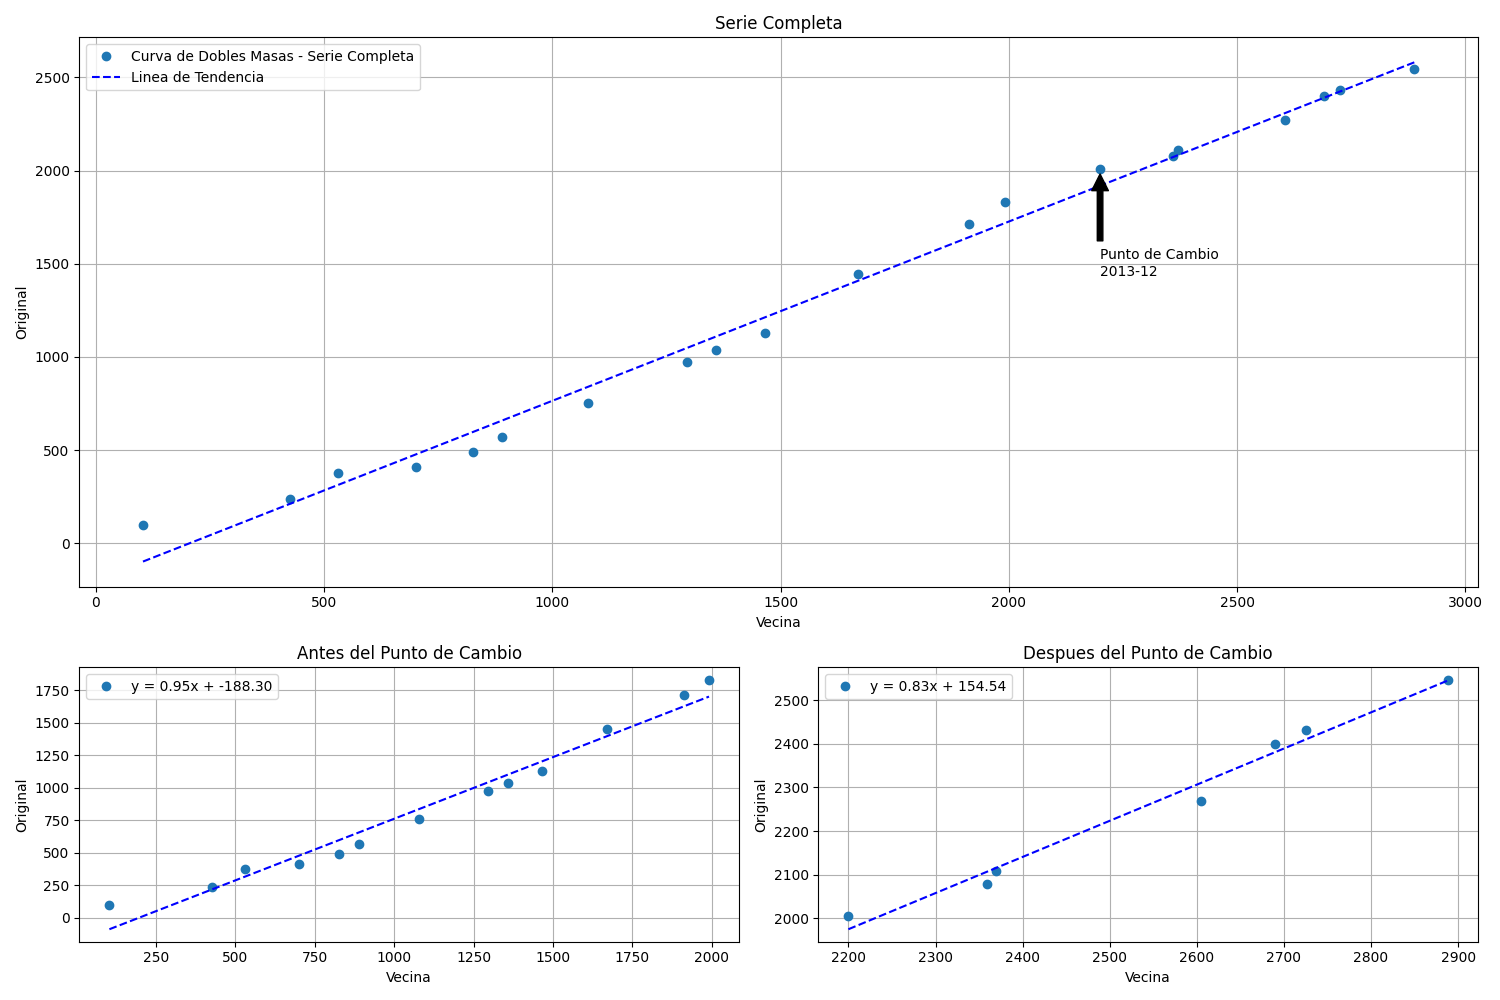 Serie Completa
Curva de Dobles Masas - Serie Completa
Linea de Tendencia
2500
2000
1500
1000
500
0
Original
Punto de Cambio
2013-12
0 500 1000 1500 2000 2500 3000
Vecina
Antes del Punto de Cambio
y = 0.95x + -188.30
1750
1500
1250
1000
750
500
250
0
Original
250 500 750 1000 1250 1500 1750 2000
Vecina
Despues del Punto de Cambio
y = 0.83x + 154.54
2500
2400
2300
2200
2100
2000
Original
2200 2300 2400 2500 2600 2700 2800 2900
Vecina